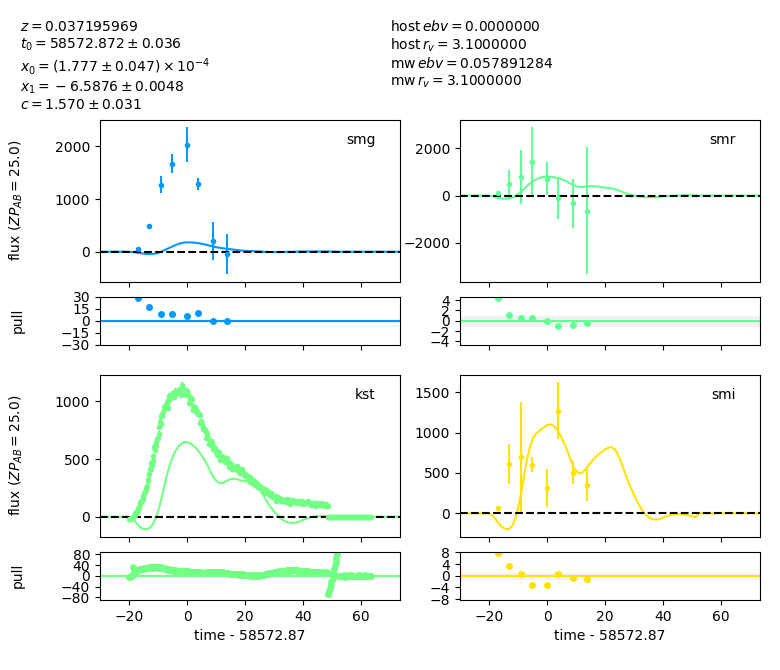 z = 0.037195969
t₀ = 58572.872 ± 0.036
x₀ = (1.777 ± 0.047) × 10⁻⁴
x₁ = −6.5876 ± 0.0048
c = 1.570 ± 0.031
host ebv = 0.0000000
host r_v = 3.1000000
mw ebv = 0.057891284
mw r_v = 3.1000000
flux (ZP_AB = 25.0)
2000
1000
0
smg
2000
0
−2000
smr
pull
30
15
0
−15
−30
4
2
0
−2
−4
flux (ZP_AB = 25.0)
1000
500
0
kst
1500
1000
500
0
smi
pull
80
40
0
−40
−80
8
4
0
−4
−8
−20 0 20 40 60
time - 58572.87
−20 0 20 40 60
time - 58572.87